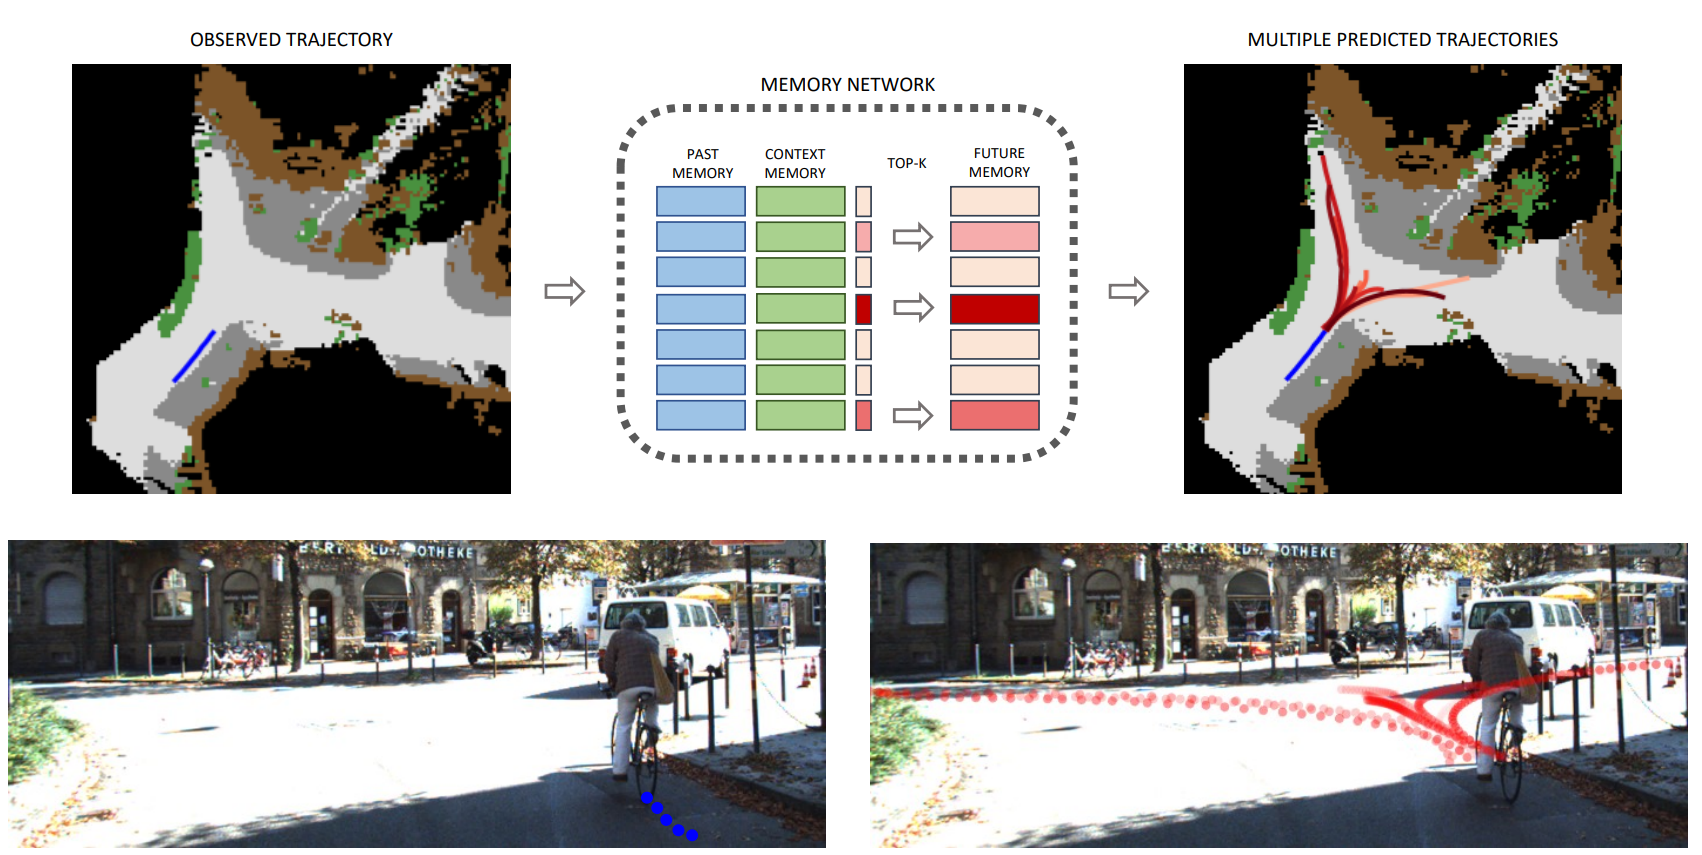 OBSERVED TRAJECTORY
MULTIPLE PREDICTED TRAJECTORIES
MEMORY NETWORK
PAST
MEMORY
CONTEXT
MEMORY
TOP-K
FUTURE
MEMORY
OTHEKE
OTHEKE